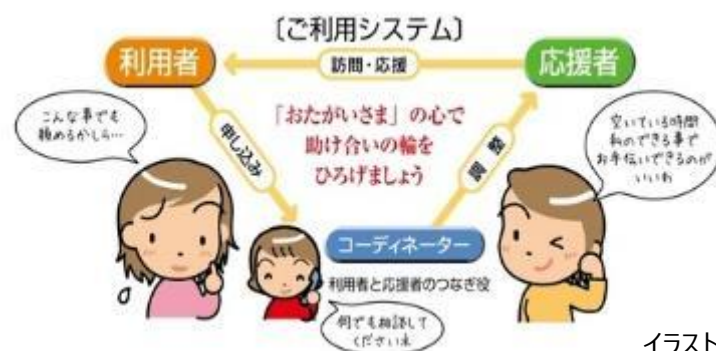 〔ご利用システム〕
利用者
訪問・応援
応援者
こんな事でも
頼めるかしら…
申し込み
「おたがいさま」の心で
助け合いの輪を
ひろげましょう
調整
空いている時間
私のできる事で
お手伝いできるのが
いいわ
コーディネーター
利用者と応援者のつなぎ役
何でも相談して
くださいネ
イラスト